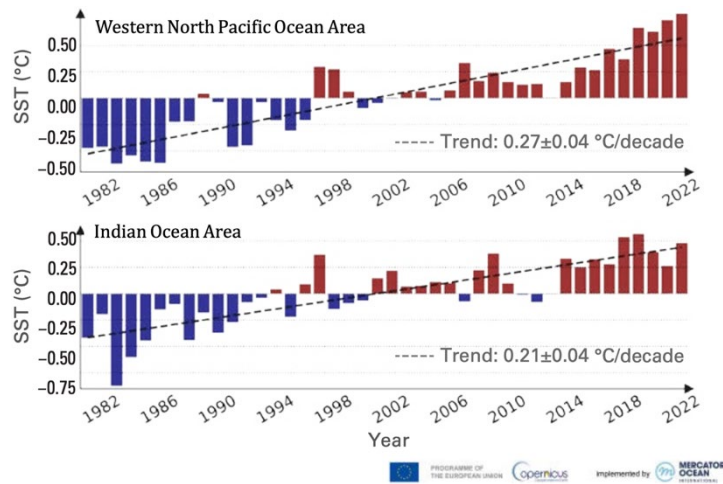 Western North Pacific Ocean Area
SST (°C)
0.50
0.25
0.00
−0.25
−0.50
Trend: 0.27±0.04 °C/decade
1982
1986
1990
1994
1998
2002
2006
2014
2018
2022
Indian Ocean Area
SST (°C)
0.50
0.25
0.00
−0.25
−0.50
−0.75
Trend: 0.21±0.04 °C/decade
1982
1986
1990
1994
1998
2002
2006
2014
2018
2022
Year
PROGRAMME OF
THE EUROPEAN UNION
opernicus
implemented by
MERCATOR
OCEAN
INTERNATIONAL